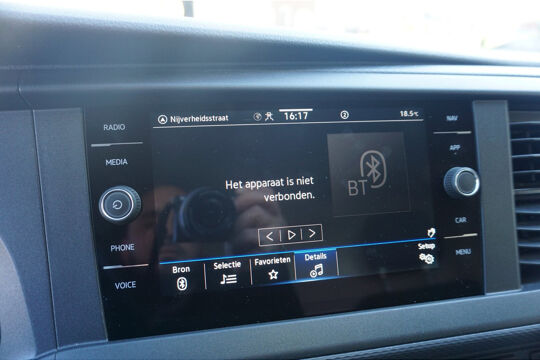 RADIO
MEDIA
PHONE
VOICE
Nijverheidsstraat
16:17
2
18.5°C
Het apparaat is niet
verbonden.
BT
Bron
Selectie
Favorieten
Details
Setup
NAV
APP
CAR
MENU